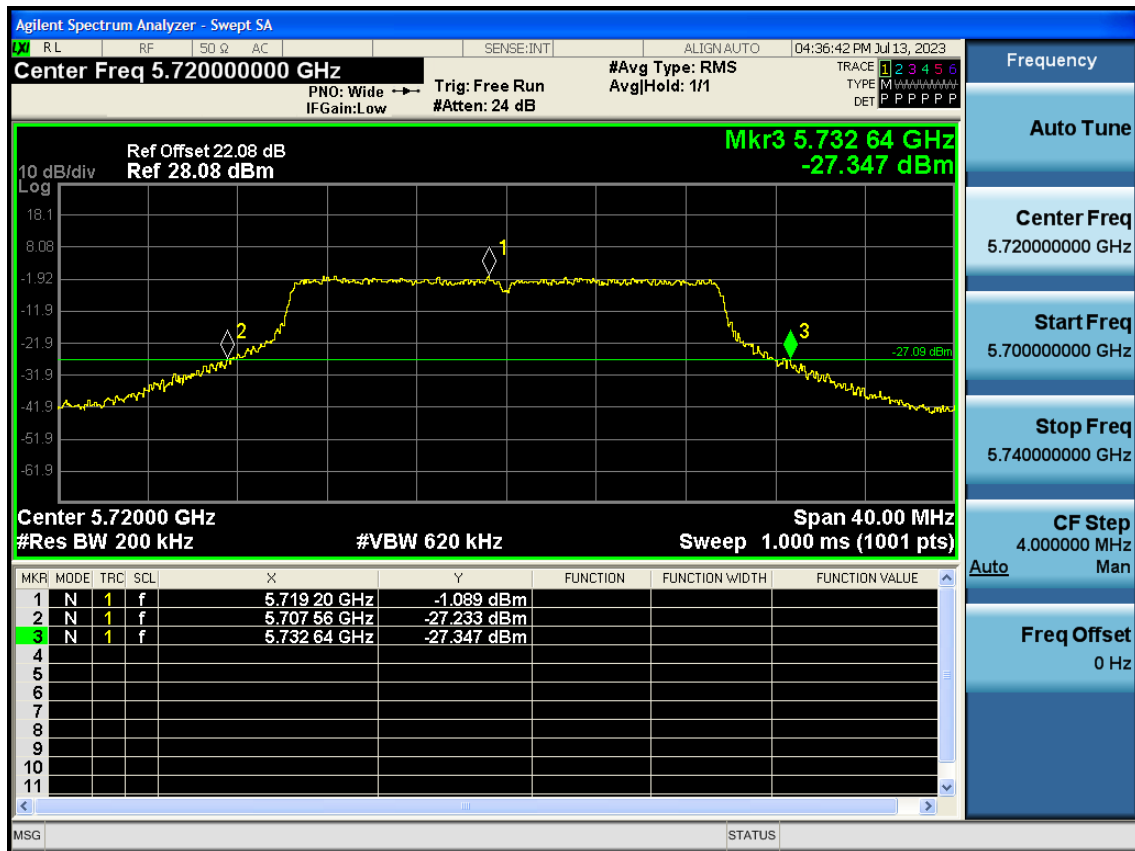 Agilent Spectrum Analyzer - Swept SA
LXI RL RF 50 Ω AC SENSE:INT ALIGN AUTO 04:36:42 PM Jul 13, 2023
Center Freq 5.720000000 GHz
PNO: Wide
IFGain:Low
Trig: Free Run
#Atten: 24 dB
#Avg Type: RMS
Avg|Hold: 1/1
TRACE 1 2 3 4 5 6
TYPE M
DET P P P P P P
Mkr3 5.732 64 GHz
-27.347 dBm
Ref Offset 22.08 dB
10 dB/div Ref 28.08 dBm
Log
18.1
8.08
-1.92
-11.9
-21.9
-31.9
-41.9
-51.9
-61.9
1
2
3
-27.09 dBm
Center 5.72000 GHz Span 40.00 MHz
#Res BW 200 kHz #VBW 620 kHz Sweep 1.000 ms (1001 pts)
MKR MODE TRC SCL X Y FUNCTION FUNCTION WIDTH FUNCTION VALUE
1 N 1 f 5.719 20 GHz -1.089 dBm
2 N 1 f 5.707 56 GHz -27.233 dBm
3 N 1 f 5.732 64 GHz -27.347 dBm
4
5
6
7
8
9
10
11
MSG STATUS
Frequency
Auto Tune
Center Freq
5.720000000 GHz
Start Freq
5.700000000 GHz
Stop Freq
5.740000000 GHz
CF Step
4.000000 MHz
Auto Man
Freq Offset
0 Hz